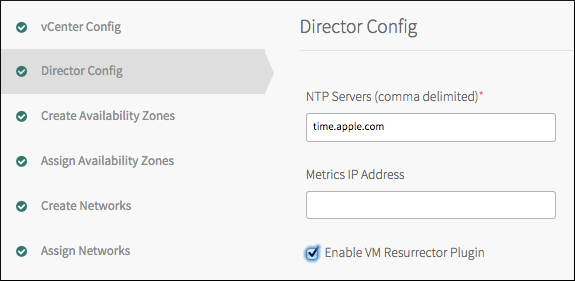 vCenter Config
Director Config
Create Availability Zones
Assign Availability Zones
Create Networks
Assign Networks
Director Config
NTP Servers (comma delimited)*
time.apple.com
Metrics IP Address
Enable VM Resurrector Plugin